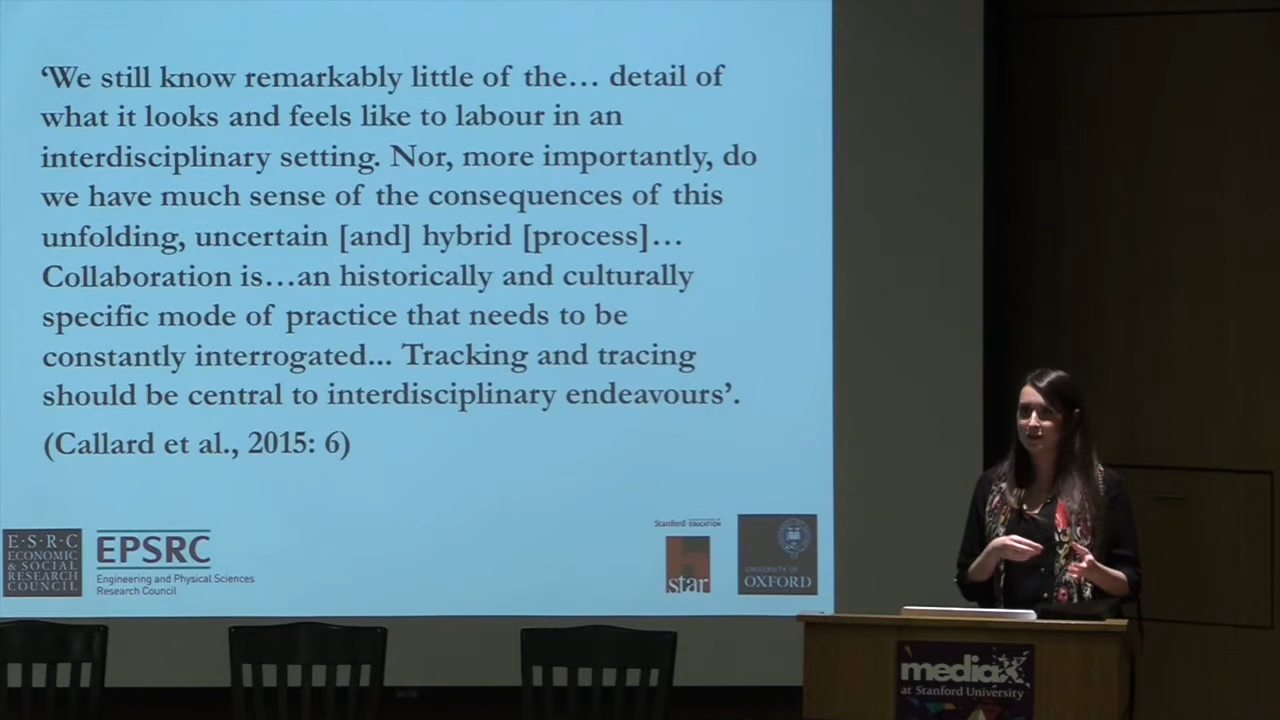 ‘We still know remarkably little of the… detail of
what it looks and feels like to labour in an
interdisciplinary setting. Nor, more importantly, do
we have much sense of the consequences of this
unfolding, uncertain [and] hybrid [process]…
Collaboration is…an historically and culturally
specific mode of practice that needs to be
constantly interrogated... Tracking and tracing
should be central to interdisciplinary endeavours’.
(Callard et al., 2015: 6)
E·S·R·C
ECONOMIC
& SOCIAL
RESEARCH
COUNCIL
EPSRC
Engineering and Physical Sciences
Research Council
Stanford EDUCATION
star
UNIVERSITY OF
OXFORD
mediaX
at Stanford University